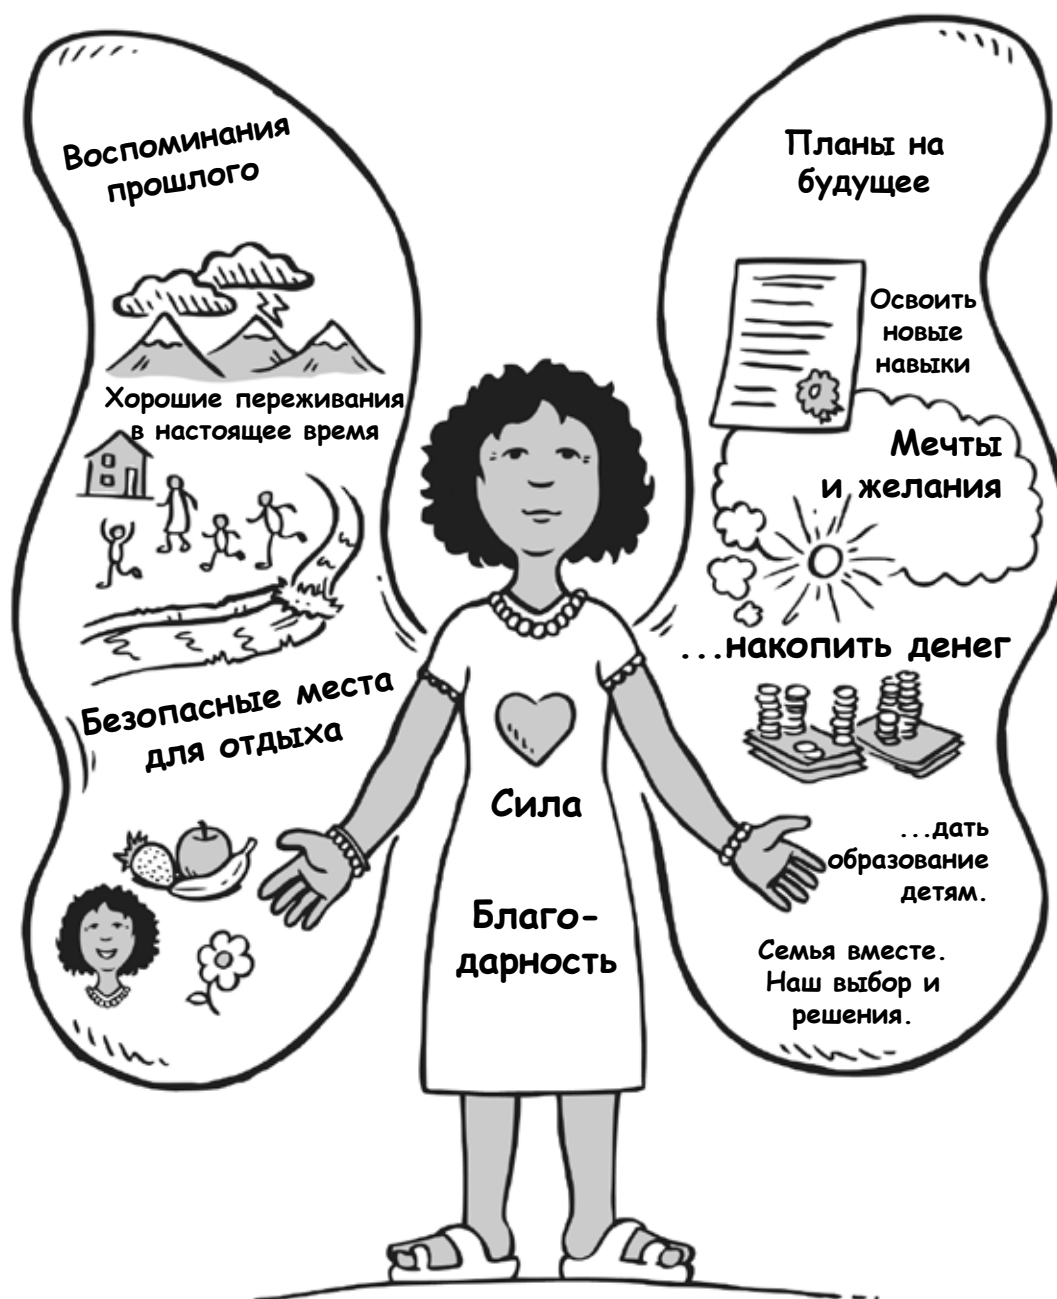 Воспоминания
прошлого
Хорошие переживания
в настоящее время
Безопасные места
для отдыха
Сила
Благо-
дарность
Планы на
будущее
Освоить
новые
навыки
Мечты
и желания
...накопить денег
...дать
образование
детям.
Семья вместе.
Наш выбор и
решения.